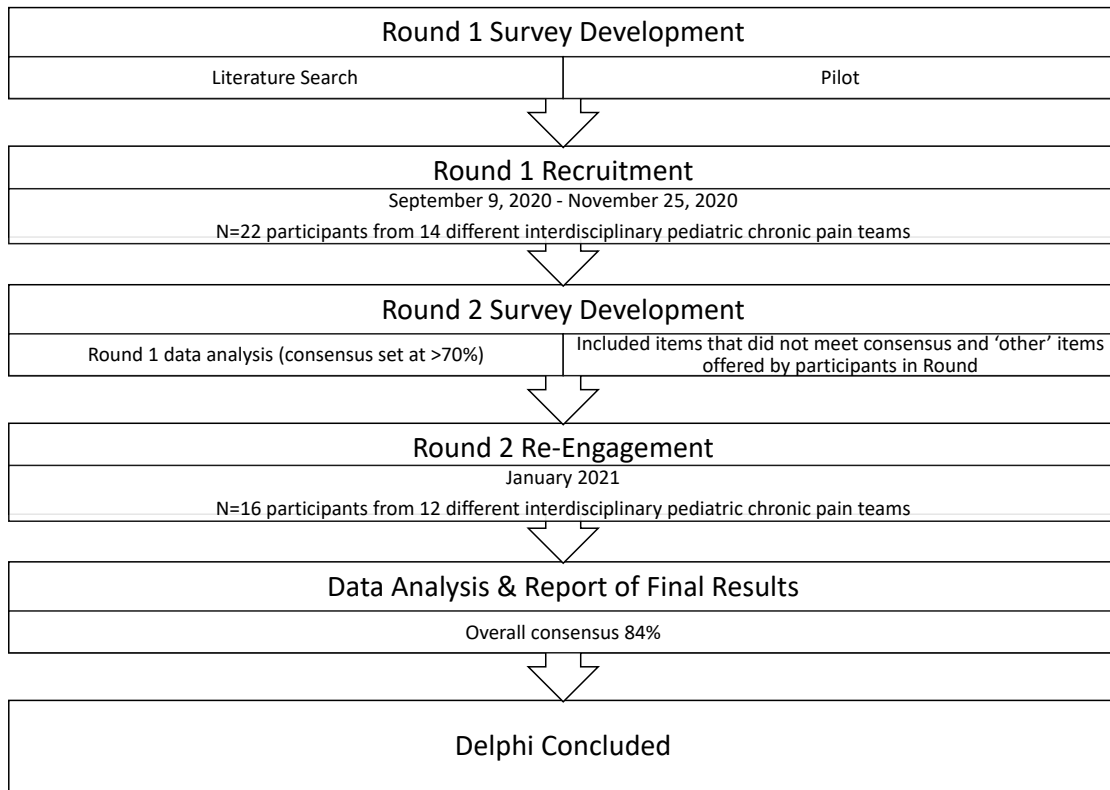 Round 1 Survey Development
Literature Search
Pilot
Round 1 Recruitment
September 9, 2020 - November 25, 2020
N=22 participants from 14 different interdisciplinary pediatric chronic pain teams
Round 2 Survey Development
Round 1 data analysis (consensus set at >70%)
Included items that did not meet consensus and ‘other’ items
offered by participants in Round
Round 2 Re-Engagement
January 2021
N=16 participants from 12 different interdisciplinary pediatric chronic pain teams
Data Analysis & Report of Final Results
Overall consensus 84%
Delphi Concluded